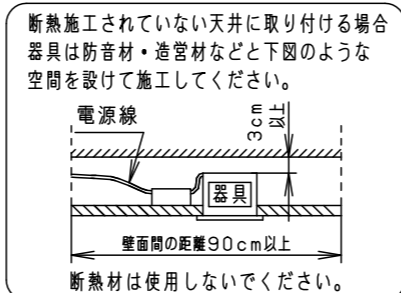 断熱施工されていない天井に取り付ける場合
器具は防音材・造営材などと下図のような
空間を設けて施工してください。
電源線
3cm
以上
器具
壁面間の距離90cm以上
断熱材は使用しないでください。